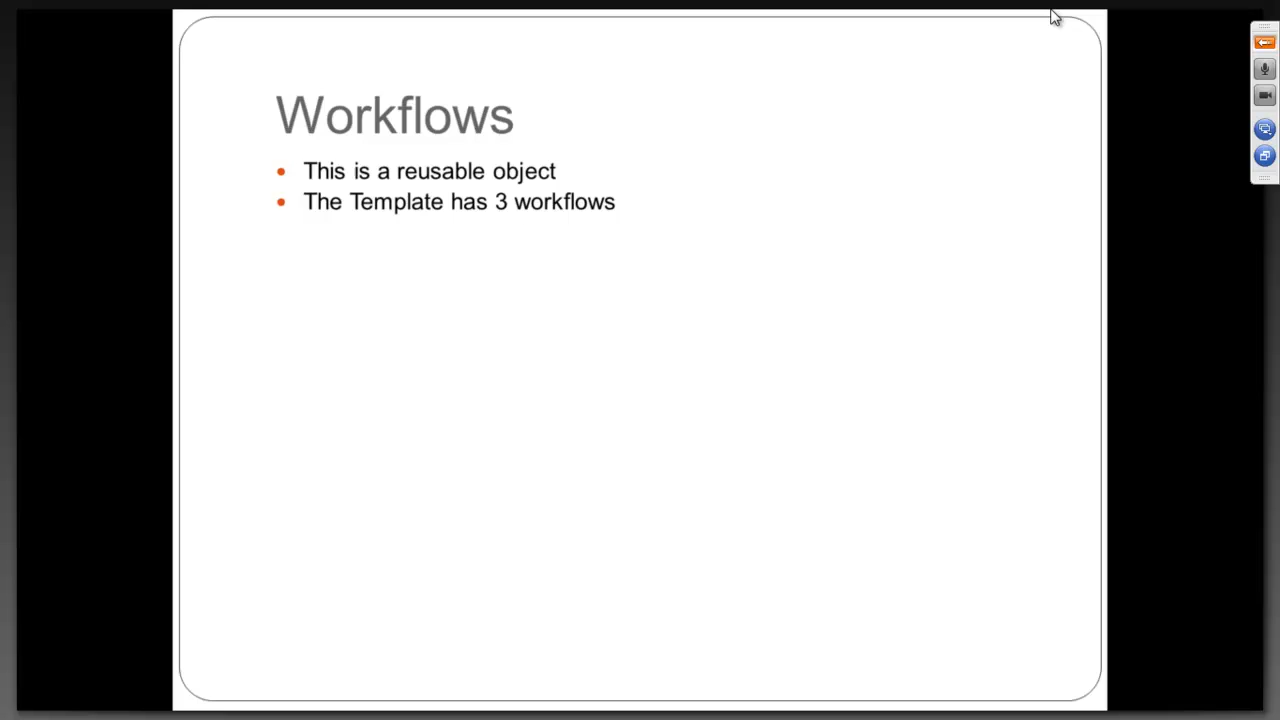 Workflows
This is a reusable object
The Template has 3 workflows